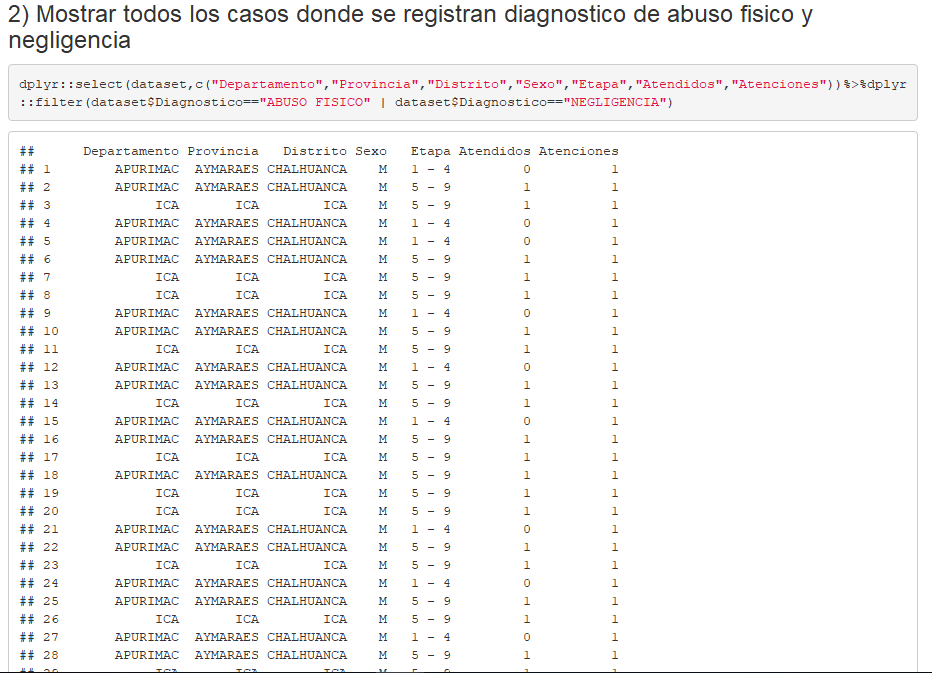 2) Mostrar todos los casos donde se registran diagnostico de abuso fisico y
negligencia
dplyr::select(dataset,c("Departamento","Provincia","Distrito","Sexo","Etapa","Atendidos","Atenciones"))%>%dplyr
::filter(dataset$Diagnostico=="ABUSO FISICO" | dataset$Diagnostico=="NEGLIGENCIA")
## Departamento Provincia Distrito Sexo Etapa Atendidos Atenciones
## 1 APURIMAC AYMARAES CHALHUANCA M 1 - 4 0 1
## 2 APURIMAC AYMARAES CHALHUANCA M 5 - 9 1 1
## 3 ICA ICA ICA M 5 - 9 1 1
## 4 APURIMAC AYMARAES CHALHUANCA M 1 - 4 0 1
## 5 APURIMAC AYMARAES CHALHUANCA M 1 - 4 0 1
## 6 APURIMAC AYMARAES CHALHUANCA M 5 - 9 1 1
## 7 ICA ICA ICA M 5 - 9 1 1
## 8 ICA ICA ICA M 5 - 9 1 1
## 9 APURIMAC AYMARAES CHALHUANCA M 1 - 4 0 1
## 10 APURIMAC AYMARAES CHALHUANCA M 5 - 9 1 1
## 11 ICA ICA ICA M 5 - 9 1 1
## 12 APURIMAC AYMARAES CHALHUANCA M 1 - 4 0 1
## 13 APURIMAC AYMARAES CHALHUANCA M 5 - 9 1 1
## 14 ICA ICA ICA M 5 - 9 1 1
## 15 APURIMAC AYMARAES CHALHUANCA M 1 - 4 0 1
## 16 APURIMAC AYMARAES CHALHUANCA M 5 - 9 1 1
## 17 ICA ICA ICA M 5 - 9 1 1
## 18 APURIMAC AYMARAES CHALHUANCA M 5 - 9 1 1
## 19 ICA ICA ICA M 5 - 9 1 1
## 20 ICA ICA ICA M 5 - 9 1 1
## 21 APURIMAC AYMARAES CHALHUANCA M 1 - 4 0 1
## 22 APURIMAC AYMARAES CHALHUANCA M 5 - 9 1 1
## 23 ICA ICA ICA M 5 - 9 1 1
## 24 APURIMAC AYMARAES CHALHUANCA M 1 - 4 0 1
## 25 APURIMAC AYMARAES CHALHUANCA M 5 - 9 1 1
## 26 ICA ICA ICA M 5 - 9 1 1
## 27 APURIMAC AYMARAES CHALHUANCA M 1 - 4 0 1
## 28 APURIMAC AYMARAES CHALHUANCA M 5 - 9 1 1